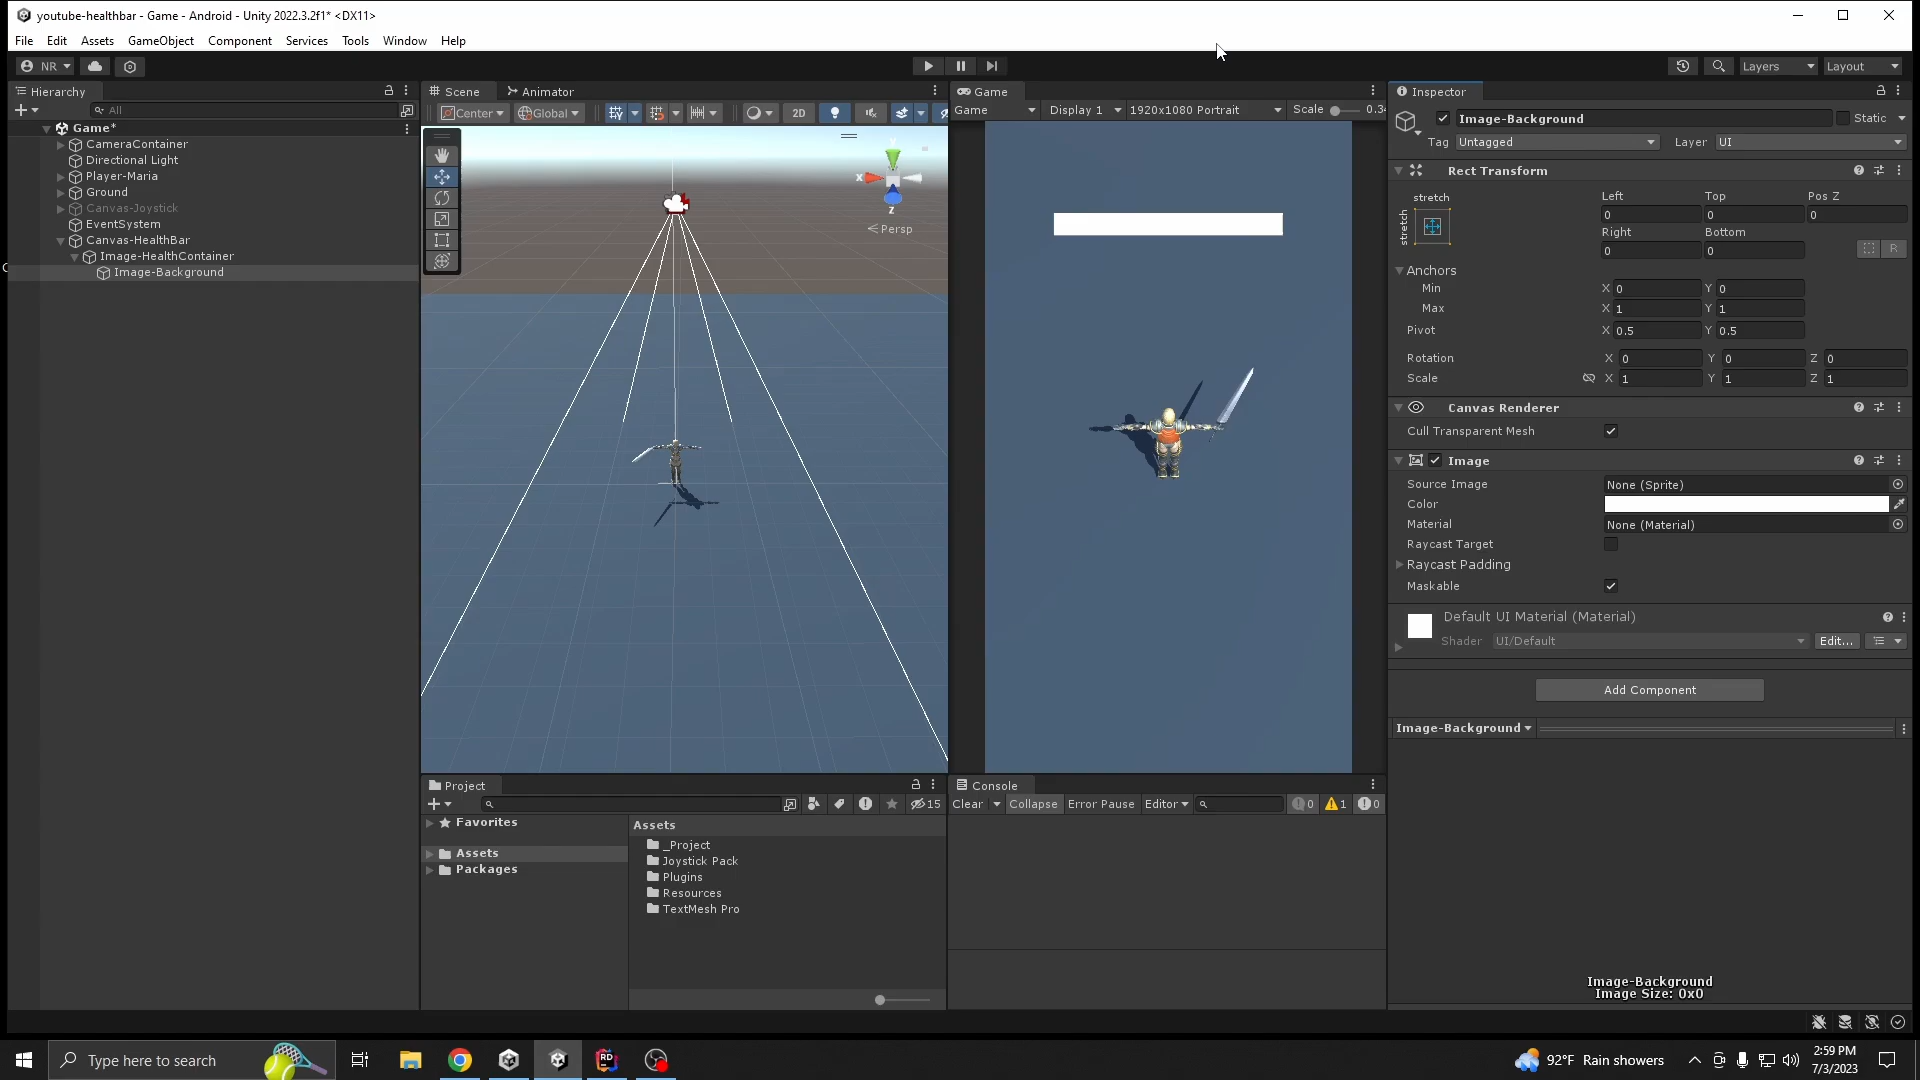 youtube-healthbar - Game - Android - Unity 2022.3.2f1* <DX11>
File Edit Assets GameObject Component Services Tools Window Help
NR Layers Layout
Hierarchy
All
Game*
CameraContainer
Directional Light
Player-Maria
Ground
Canvas-Joystick
EventSystem
Canvas-HealthBar
Image-HealthContainer
Image-Background
Scene Animator
Center Global 2D
x
z
Persp
Game
Game Display 1 1920x1080 Portrait Scale 0.3
Inspector
Image-Background Static
Tag Untagged Layer UI
Rect Transform
stretch Left Top Pos Z
stretch 0 0 0
Right Bottom
0 0 R
Anchors
Min X 0 Y 0
Max X 1 Y 1
Pivot X 0.5 Y 0.5
Rotation X 0 Y 0 Z 0
Scale X 1 Y 1 Z 1
Canvas Renderer
Cull Transparent Mesh
Image
Source Image None (Sprite)
Color
Material None (Material)
Raycast Target
Raycast Padding
Maskable
Default UI Material (Material)
Shader UI/Default Edit...
Add Component
Image-Background
Image-Background
Image Size: 0x0
Project
15
Favorites
Assets
Packages
Assets
_Project
Joystick Pack
Plugins
Resources
TextMesh Pro
Console
Clear Collapse Error Pause Editor 0 1 0
Type here to search
RD
92°F Rain showers
2:59 PM
7/3/2023